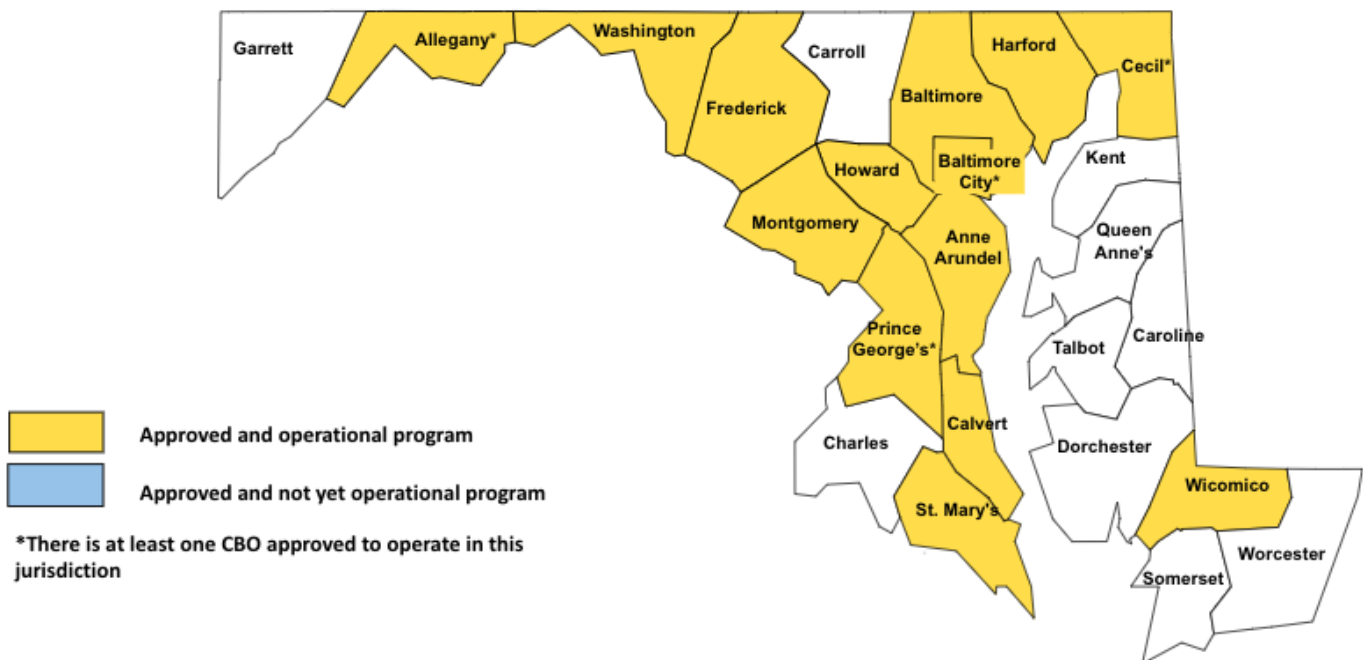 Garrett
Allegany*
Washington
Frederick
Carroll
Baltimore
Harford
Cecil*
Baltimore
City*
Howard
Montgomery
Kent
Queen
Anne's
Anne
Arundel
Prince
George's*
Talbot
Caroline
Calvert
Charles
Dorchester
St. Mary's
Wicomico
Worcester
Somerset
Approved and operational program
Approved and not yet operational program
*There is at least one CBO approved to operate in this
jurisdiction